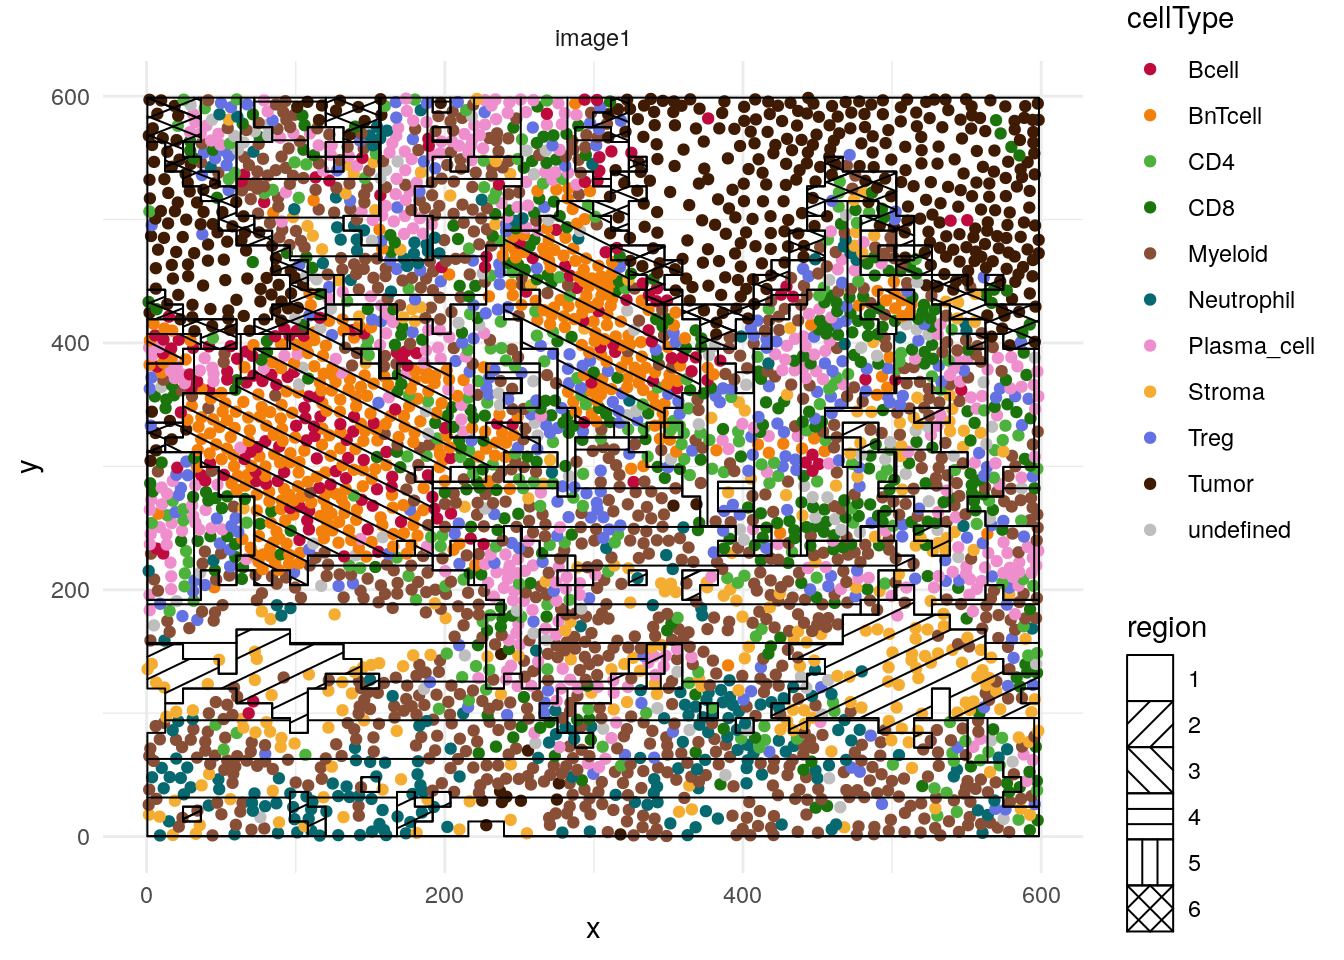 image1
y
600
400
200
0
0
200
400
600
x
cellType
Bcell
BnTcell
CD4
CD8
Myeloid
Neutrophil
Plasma_cell
Stroma
Treg
Tumor
undefined
region
1
2
3
4
5
6